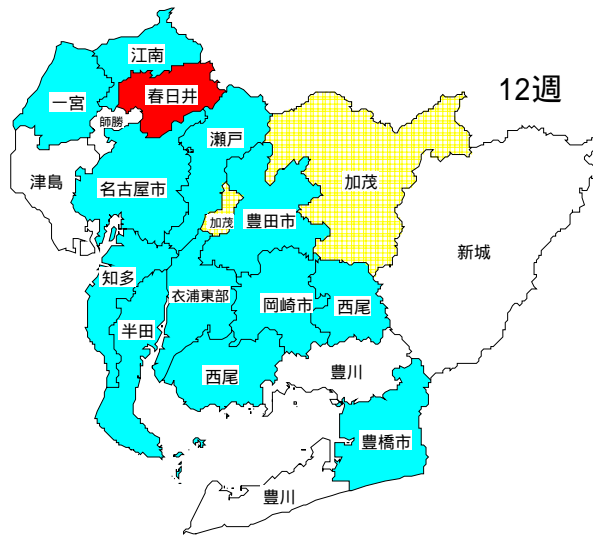 江南
12週
春日井
一宮
師勝
瀬戸
津島
名古屋市
加茂
加茂
豊田市
新城
知多
衣浦東部
岡崎市
西尾
半田
西尾
豊川
豊橋市
豊川